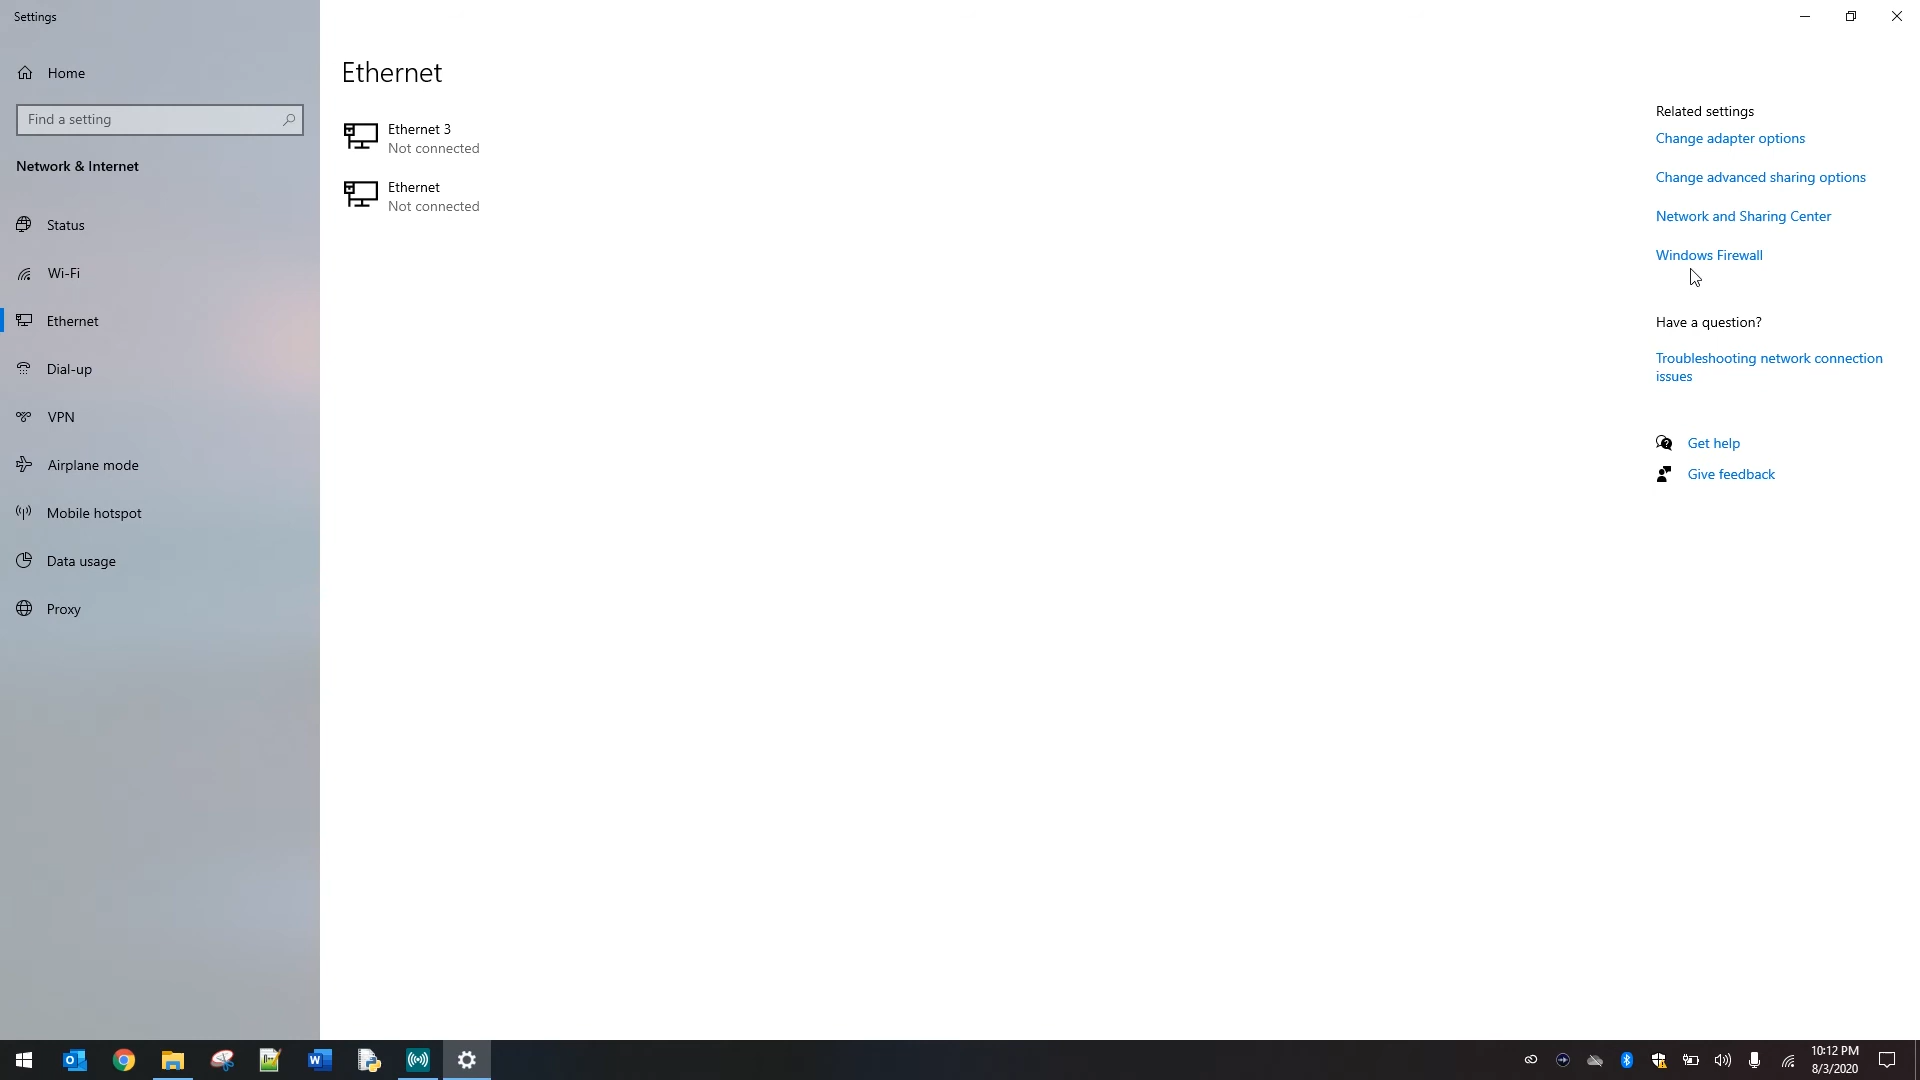 Settings
Home
Find a setting
Network & Internet
Status
Wi-Fi
Ethernet
Dial-up
VPN
Airplane mode
Mobile hotspot
Data usage
Proxy
Ethernet
Ethernet 3
Not connected
Ethernet
Not connected
Related settings
Change adapter options
Change advanced sharing options
Network and Sharing Center
Windows Firewall
Have a question?
Troubleshooting network connection
issues
Get help
Give feedback
10:12 PM
8/3/2020